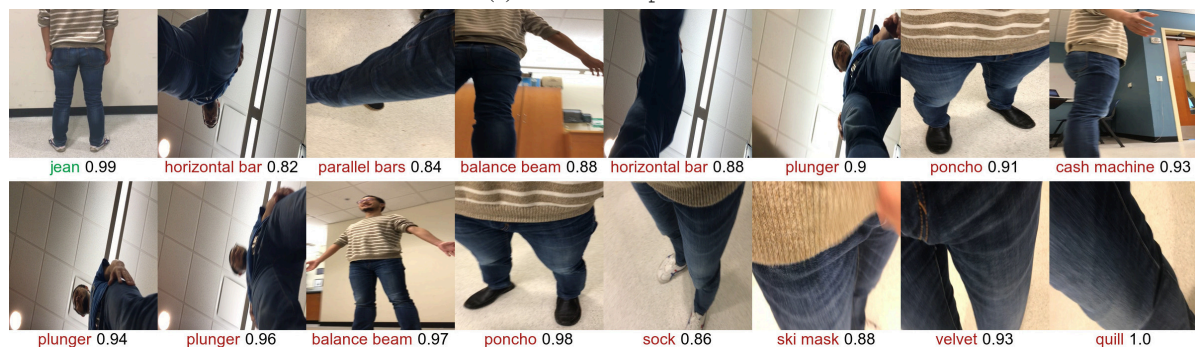 jean 0.99 horizontal bar 0.82 parallel bars 0.84 balance beam 0.88 horizontal bar 0.88 plunger 0.9 poncho 0.91 cash machine 0.93
plunger 0.94 plunger 0.96 balance beam 0.97 poncho 0.98 sock 0.86 ski mask 0.88 velvet 0.93 quill 1.0